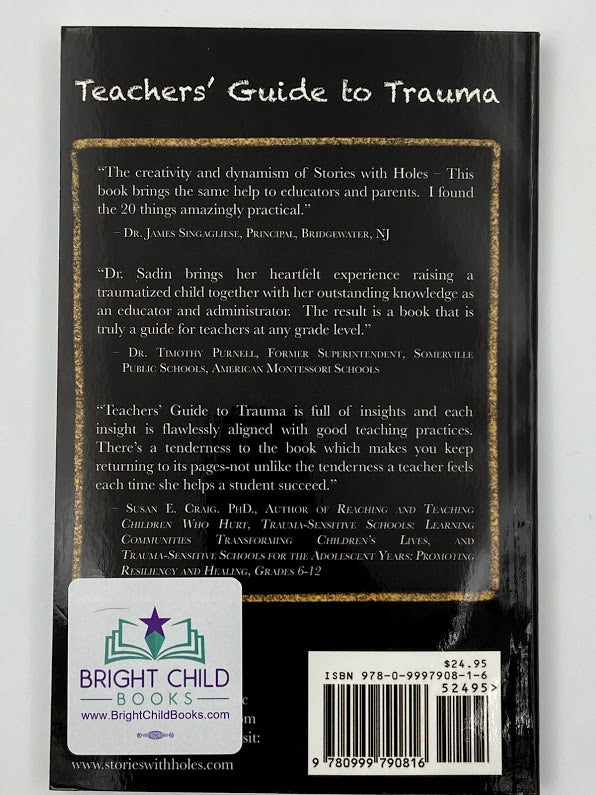 Teachers' Guide to Trauma
“The creativity and dynamism of Stories with Holes – This
book brings the same help to educators and parents. I found
the 20 things amazingly practical.”
– Dr. James Singagliese, Principal, Bridgewater, NJ
“Dr. Sadin brings her heartfelt experience raising a
traumatized child together with her outstanding knowledge as
an educator and administrator. The result is a book that is
truly a guide for teachers at any grade level.”
– Dr. Timothy Purnell, Former Superintendent, Somerville
Public Schools, American Montessori Schools
“Teachers' Guide to Trauma is full of insights and each
insight is flawlessly aligned with good teaching practices.
There's a tenderness to the book which makes you keep
returning to its pages-not unlike the tenderness a teacher feels
each time she helps a student succeed.”
– Susan E. Craig, PhD., Author of Reaching and Teaching
Children Who Hurt, Trauma-Sensitive Schools: Learning
Communities Transforming Children's Lives, and
Trauma-Sensitive Schools for the Adolescent Years: Promoting
Resiliency and Healing, Grades 6-12
BRIGHT CHILD
BOOKS
www.BrightChildBooks.com
www.storieswithholes.com
$24.95
ISBN 978-0-9997908-1-6
52495>
9 780999 790816